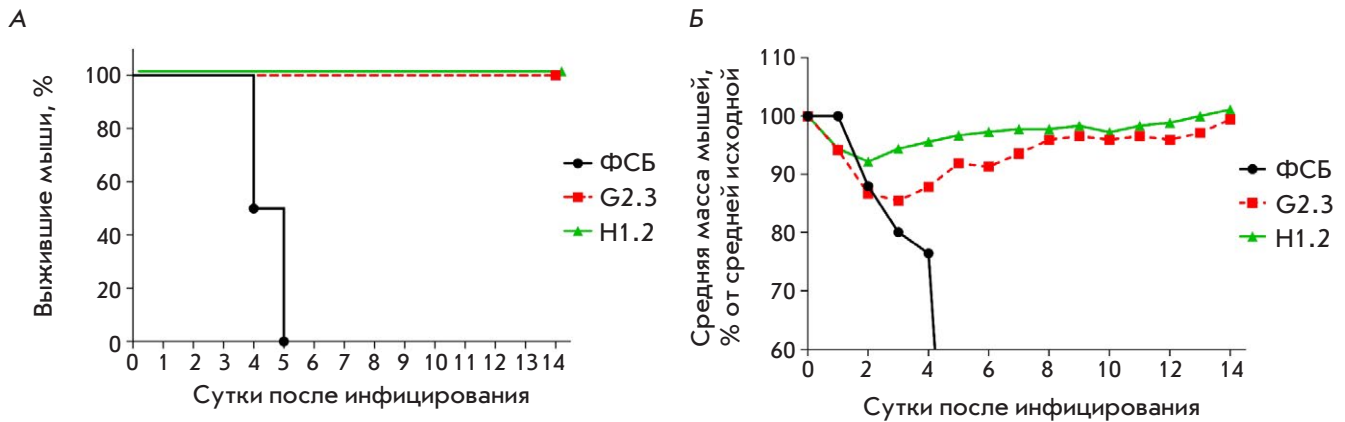 А
Выжившие мыши, %
100
80
60
40
20
0
0 1 2 3 4 5 6 7 8 9 10 11 12 13 14
Сутки после инфицирования
ФСБ
G2.3
H1.2
Б
Средняя масса мышей,
% от средней исходной
110
100
90
80
70
60
0 2 4 6 8 10 12 14
Сутки после инфицирования
ФСБ
G2.3
H1.2